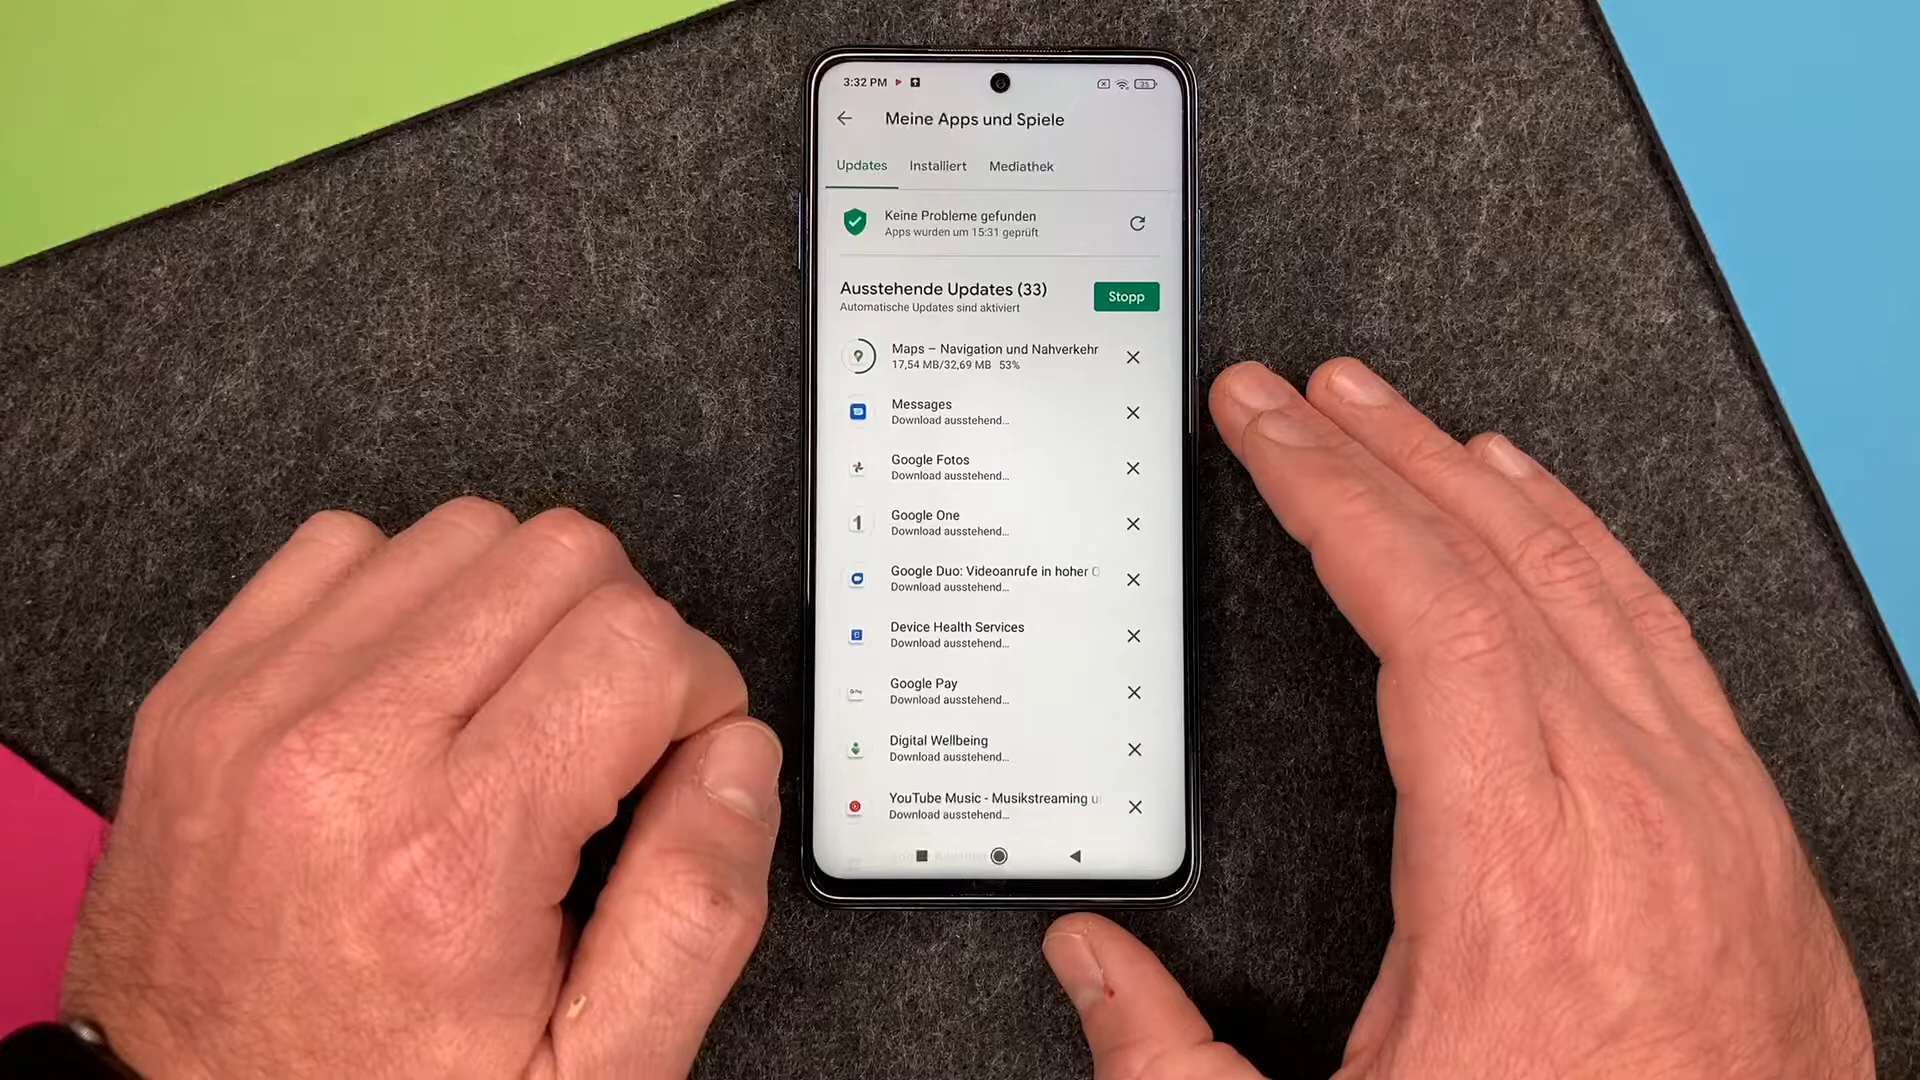 3:32 PM
35
Meine Apps und Spiele
Updates Installiert Mediathek
Keine Probleme gefunden
Apps wurden um 15:31 geprüft
Ausstehende Updates (33)
Automatische Updates sind aktiviert
Stopp
Maps – Navigation und Nahverkehr
17,54 MB/32,69 MB 53%
Messages
Download ausstehend…
Google Fotos
Download ausstehend…
Google One
Download ausstehend…
Google Duo: Videoanrufe in hoher
Download ausstehend…
Device Health Services
Download ausstehend…
G Pay
Google Pay
Download ausstehend…
Digital Wellbeing
Download ausstehend…
YouTube Music - Musikstreaming u
Download ausstehend…